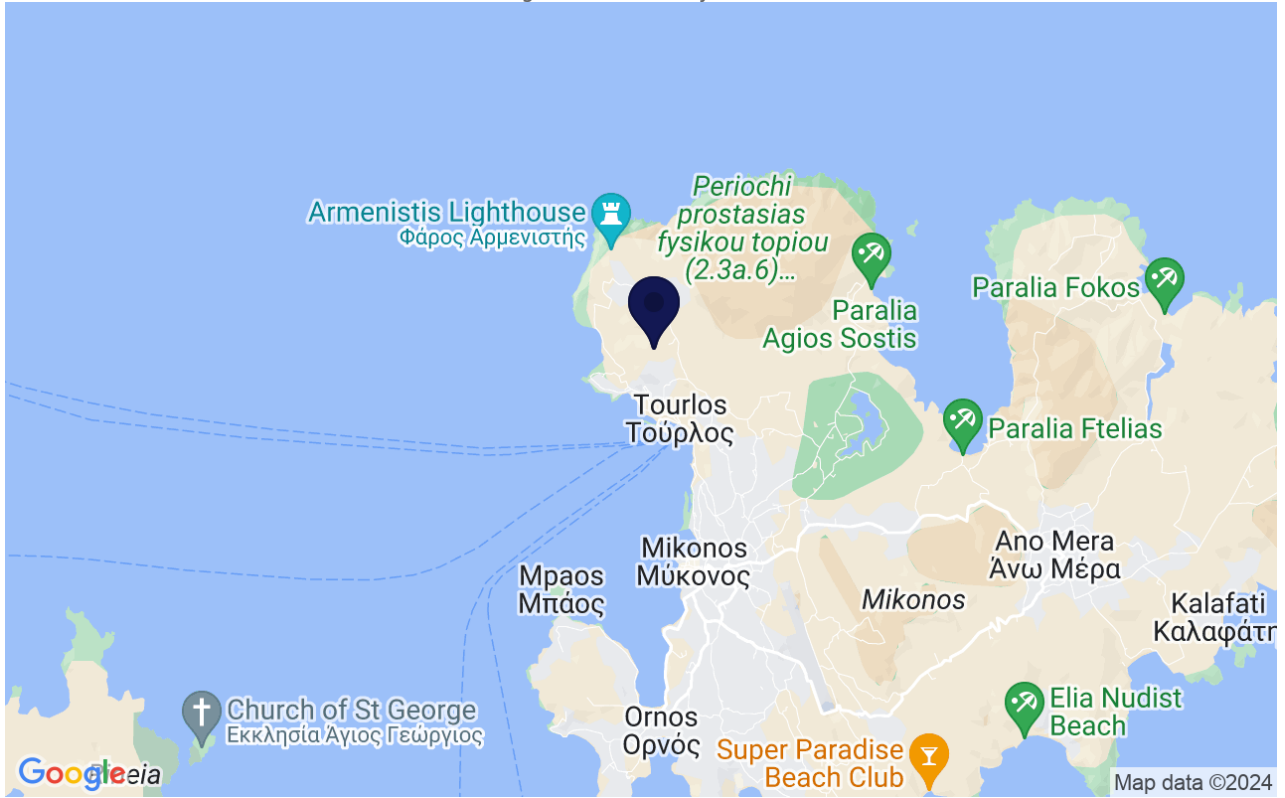 Armenistis Lighthouse
Φάρος Αρμενιστής
Periochi
prostasias
fysikou topiou
(2.3a.6)...
Paralia
Agios Sostis
Paralia Fokos
Tourlos
Τούρλος
Paralia Ftelias
Mikonos
Μύκονος
Ano Mera
Άνω Μέρα
Mpaos
Μπάος
Mikonos
Kalafati
Καλαφάτη
Church of St George
Εκκλησία Άγιος Γεώργιος
Ornos
Ορνός
Elia Nudist
Beach
Super Paradise
Beach Club
Google
Map data ©2024